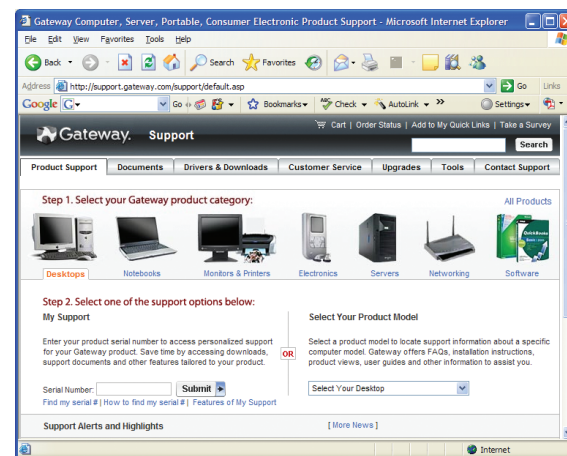 Gateway Computer, Server, Portable, Consumer Electronic Product Support - Microsoft Internet Explorer
File Edit View Favorites Tools Help
Back Search Favorites
Address http://support.gateway.com/support/default.asp Go Links
Google G Go Bookmarks ABC Check AutoLink » Settings
Cart | Order Status | Add to My Quick Links | Take a Survey
Gateway. Support
Search
Product Support Documents Drivers & Downloads Customer Service Upgrades Tools Contact Support
Step 1. Select your Gateway product category: All Products
QuickBooks
Desktops Notebooks Monitors & Printers Electronics Servers Networking Software
Step 2. Select one of the support options below:
My Support
Enter your product serial number to access personalized support
for your Gateway product. Save time by accessing downloads,
support documents and other features tailored to your product.
Serial Number: Submit
Find my serial # | How to find my serial # | Features of My Support
OR
Select Your Product Model
Select a product model to locate support information about a specific
computer model. Gateway offers FAQs, installation instructions,
product views, user guides and other information to assist you.
Select Your Desktop
Support Alerts and Highlights [ More News ]
Internet